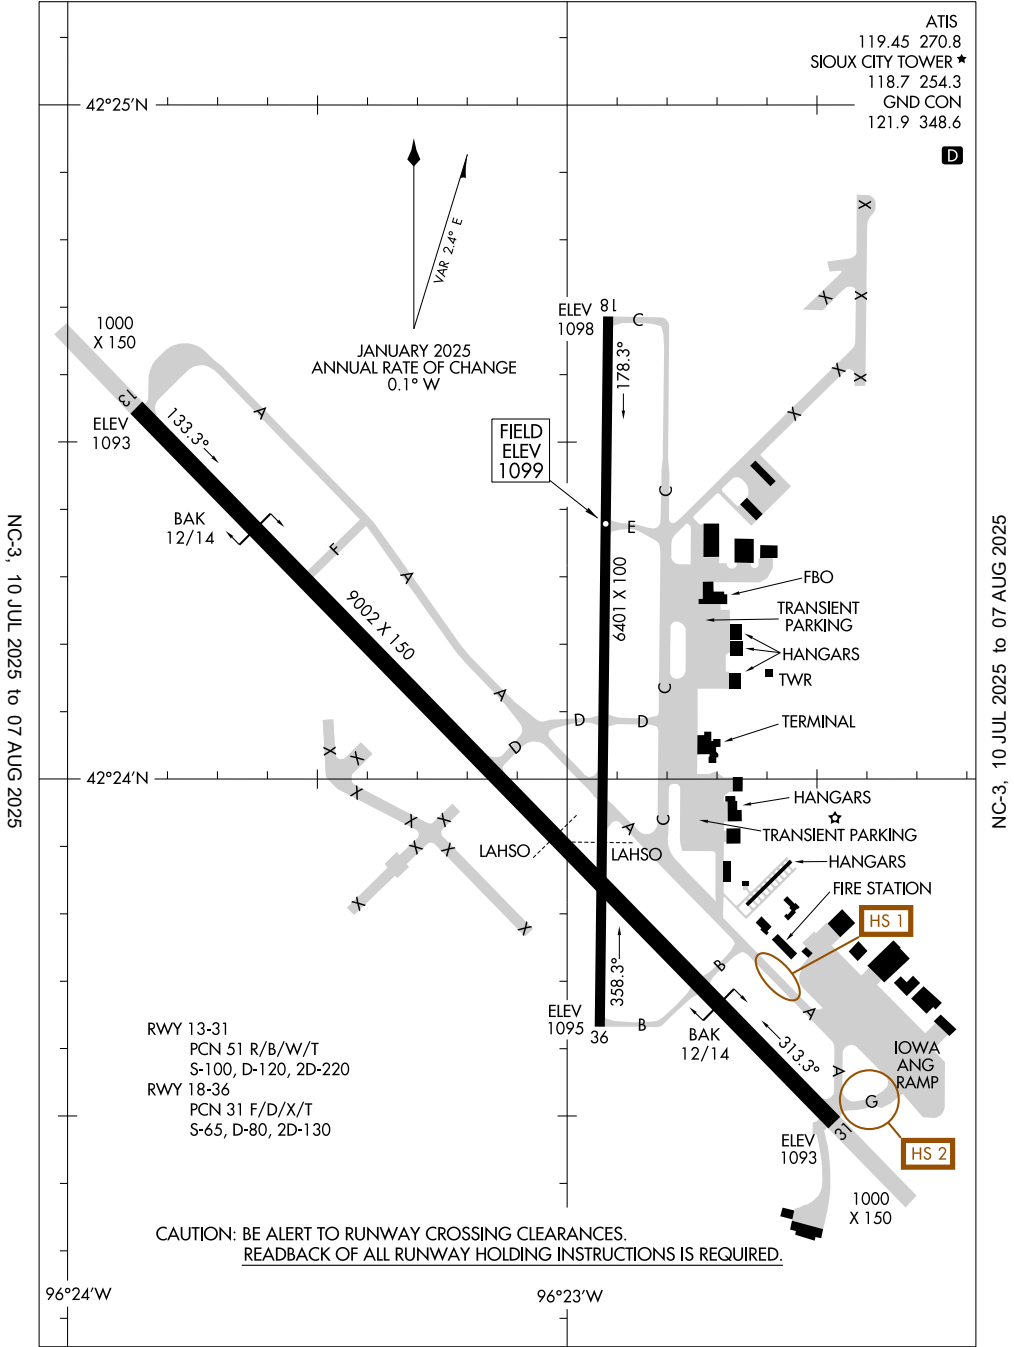 ATIS
119.45 270.8
SIOUX CITY TOWER ★
118.7 254.3
GND CON
121.9 348.6
D
42°25'N
VAR 2.4° E
JANUARY 2025
ANNUAL RATE OF CHANGE
0.1° W
1000
X 150
13
ELEV
1093
133.3°
A
BAK
12/14
F
A
9002 X 150
A
ELEV
1098
18
C
178.3°
FIELD
ELEV
1099
C
E
6401 X 100
X
X
X
X
X
X
FBO
TRANSIENT
PARKING
HANGARS
TWR
C
D
D
D
TERMINAL
42°24'N
X
X
X
X
X
X
X
X
X
HANGARS
TRANSIENT PARKING
C
A
LAHSO
LAHSO
HANGARS
FIRE STATION
HS 1
B
B
358.3°
ELEV
1095
36
BAK
12/14
313.3°
A
A
IOWA
ANG
RAMP
G
31
ELEV
1093
HS 2
1000
X 150
RWY 13-31
PCN 51 R/B/W/T
S-100, D-120, 2D-220
RWY 18-36
PCN 31 F/D/X/T
S-65, D-80, 2D-130
CAUTION: BE ALERT TO RUNWAY CROSSING CLEARANCES.
READBACK OF ALL RUNWAY HOLDING INSTRUCTIONS IS REQUIRED.
96°24'W
96°23'W
NC-3, 10 JUL 2025 to 07 AUG 2025
NC-3, 10 JUL 2025 to 07 AUG 2025